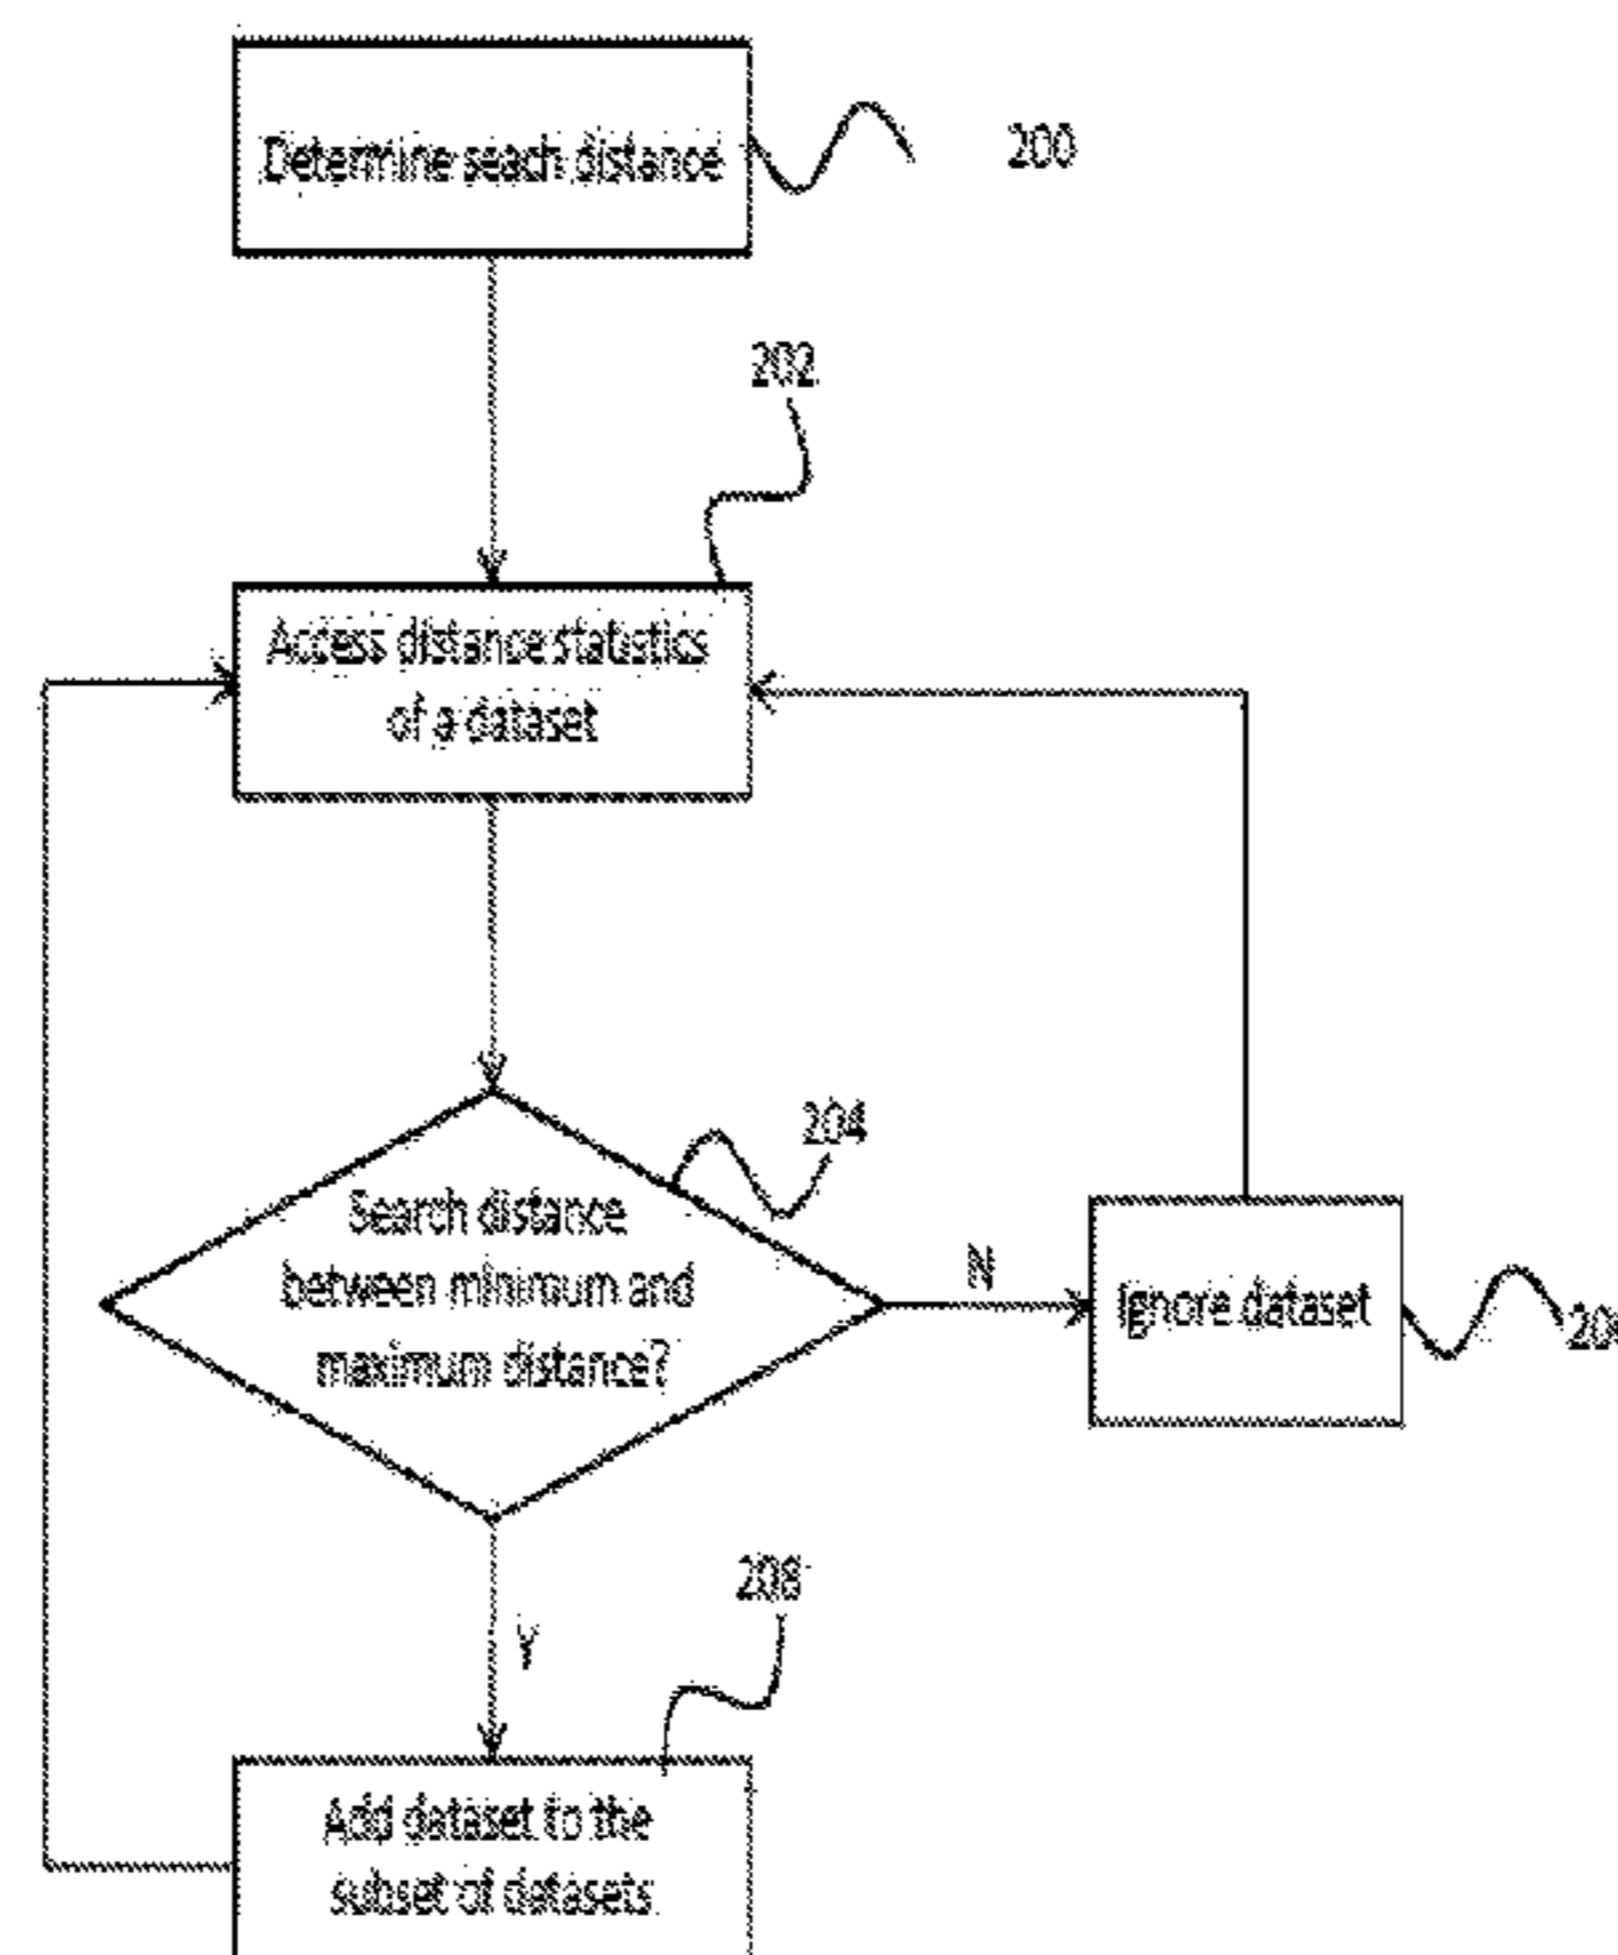 Determine seach distance
200
202
Access distance statistics
of a dataset
204
Search distance
between minimum and
maximum distance?
N
Ignore dataset
Y
208
Add dataset to the
subset of datasets